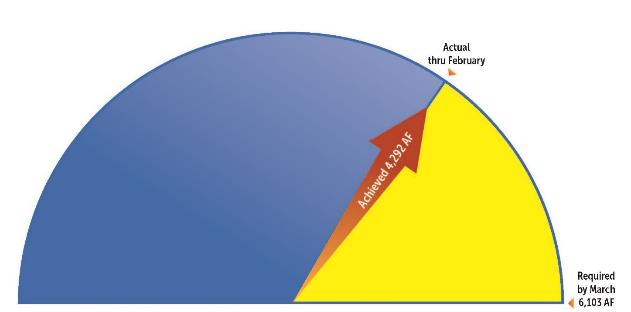 Actual
thru February
Achieved 4,292 AF
Required
by March
6,103 AF